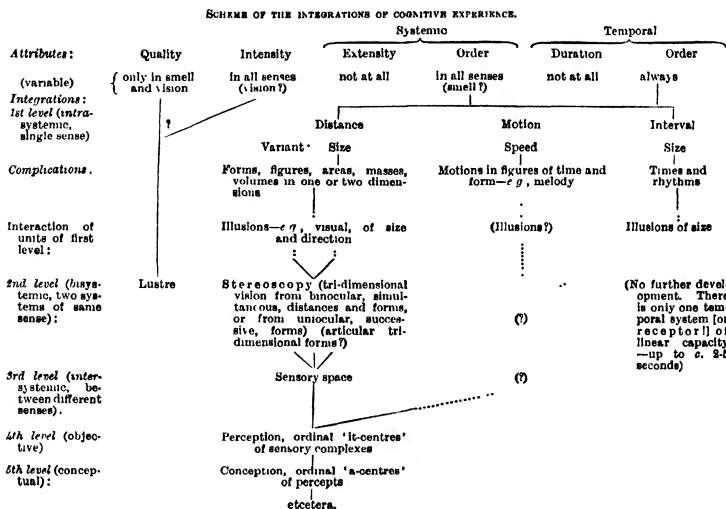 SCHEME OF THE INTEGRATIONS OF COGNITIVE EXPERIENCE.
Systemic Temporal
Attributes: Quality Intensity Extensity Order Duration Order
(variable) { only in smell and vision in all senses (vision ?) not at all in all senses (smell ?) not at all always
Integrations:
1st level (intra-systemic, single sense) ? Distance Motion Interval
Variant· Size Speed Size
Complications. Forms, figures, areas, masses, volumes in one or two dimensions Motions in figures of time and form—e g, melody Times and rhythms
Interaction of units of first level: Illusions—e g, visual, of size and direction (Illusions?) Illusions of size
2nd level (bisystemic, two systems of same sense): Lustre Stereoscopy (tri-dimensional vision from binocular, simultaneous, distances and forms, or from uniocular, successive, forms) (articular tri-dimensional forms?) (?) (No further development. There is only one temporal system [or receptor!] of linear capacity —up to c. seconds)
3rd level (intersystemic, between different senses). Sensory space (?)
4th level (objective) Perception, ordinal 'it-centres' of sensory complexes
5th level (conceptual): Conception, ordinal 'a-centres' of percepts
etcetera.